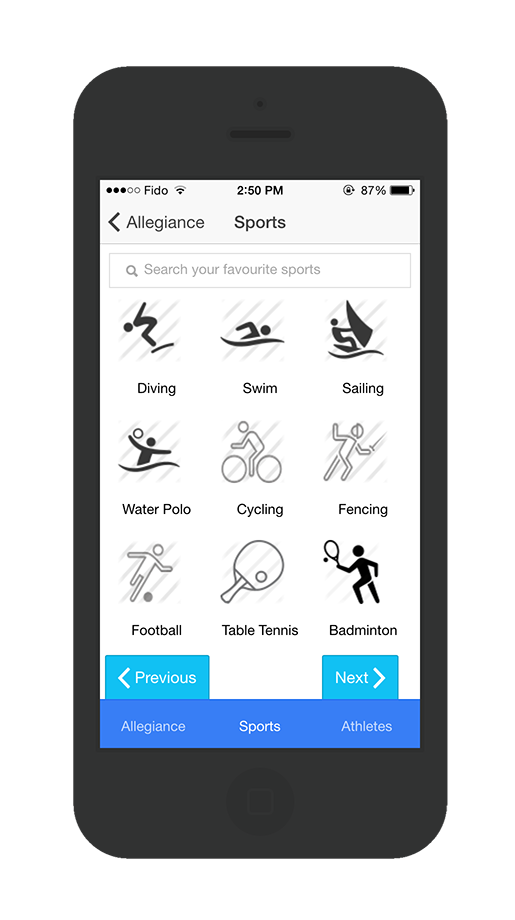 Fido 2:50 PM 87%
Allegiance Sports
Search your favourite sports
Diving Swim Sailing
Water Polo Cycling Fencing
Football Table Tennis Badminton
Previous Next
Allegiance Sports Athletes